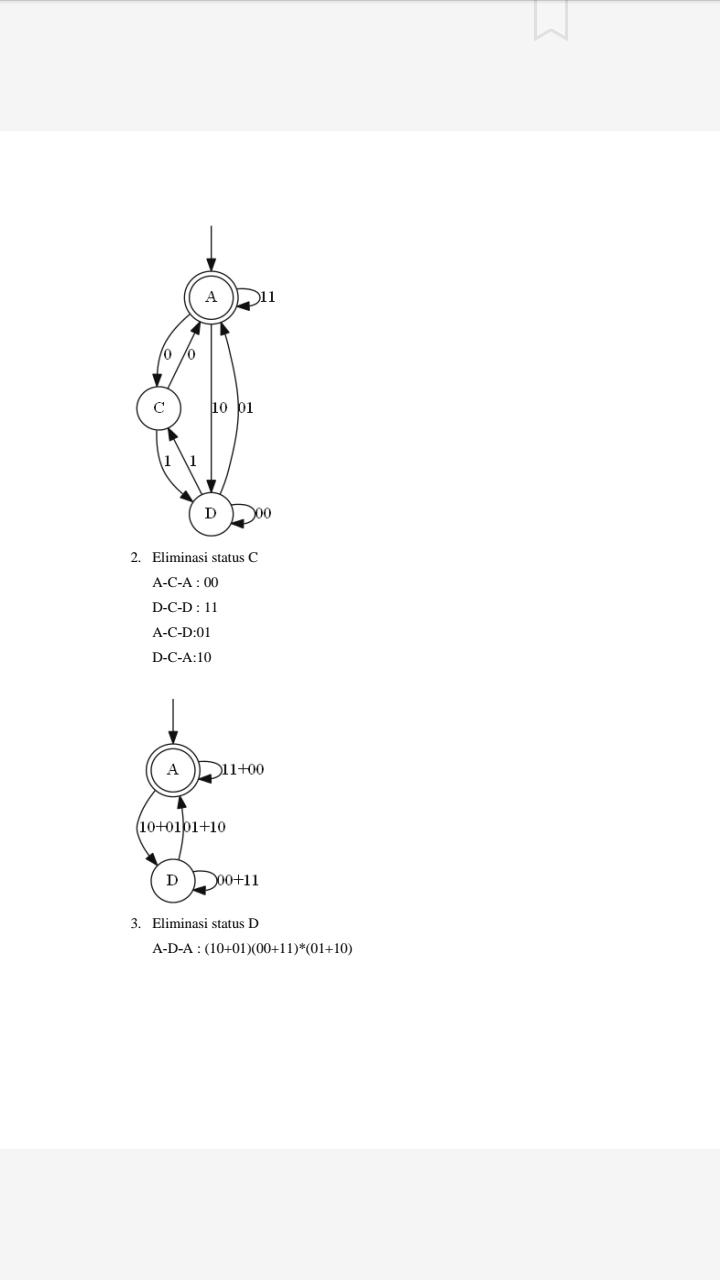 A
11
0
0
C
10
01
1
1
D
00
2. Eliminasi status C
A-C-A : 00
D-C-D : 11
A-C-D:01
D-C-A:10
A
11+00
10+01
01+10
D
00+11
3. Eliminasi status D
A-D-A : (10+01)(00+11)*(01+10)